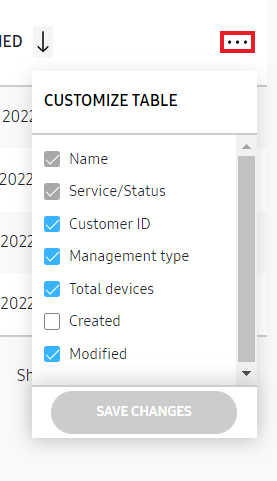 IED ↓
CUSTOMIZE TABLE
2022
Name
Service/Status
2022
Customer ID
2022
Management type
Total devices
2022
Created
Modified
Sh
SAVE CHANGES